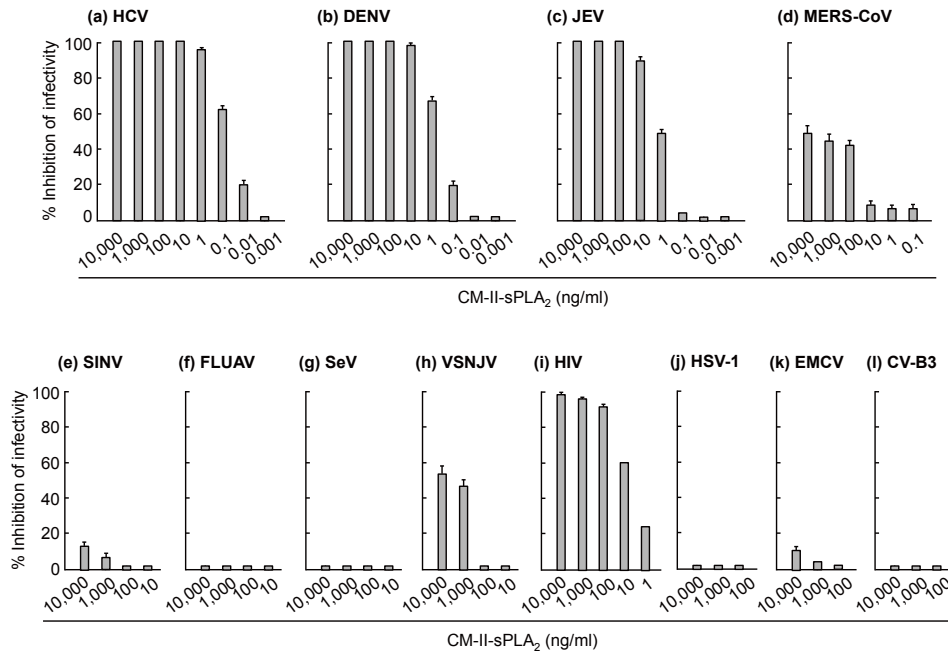 (a) HCV
(b) DENV
(c) JEV
(d) MERS-CoV
% Inhibition of infectivity
100
80
60
40
20
0
10,000 1,000 100 10 1 0.1 0.01 0.001
10,000 1,000 100 10 1 0.1 0.01 0.001
10,000 1,000 100 10 1 0.1 0.01 0.001
10,000 1,000 100 10 1 0.1
CM-II-sPLA₂ (ng/ml)
(e) SINV
(f) FLUAV
(g) SeV
(h) VSNJV
(i) HIV
(j) HSV-1
(k) EMCV
(l) CV-B3
% Inhibition of infectivity
100
80
60
40
20
0
10,000 1,000 100 10
10,000 1,000 100 10
10,000 1,000 100 10
10,000 1,000 100 10
10,000 1,000 100 10 1
10,000 1,000 100
10,000 1,000 100
10,000 1,000 100
CM-II-sPLA₂ (ng/ml)